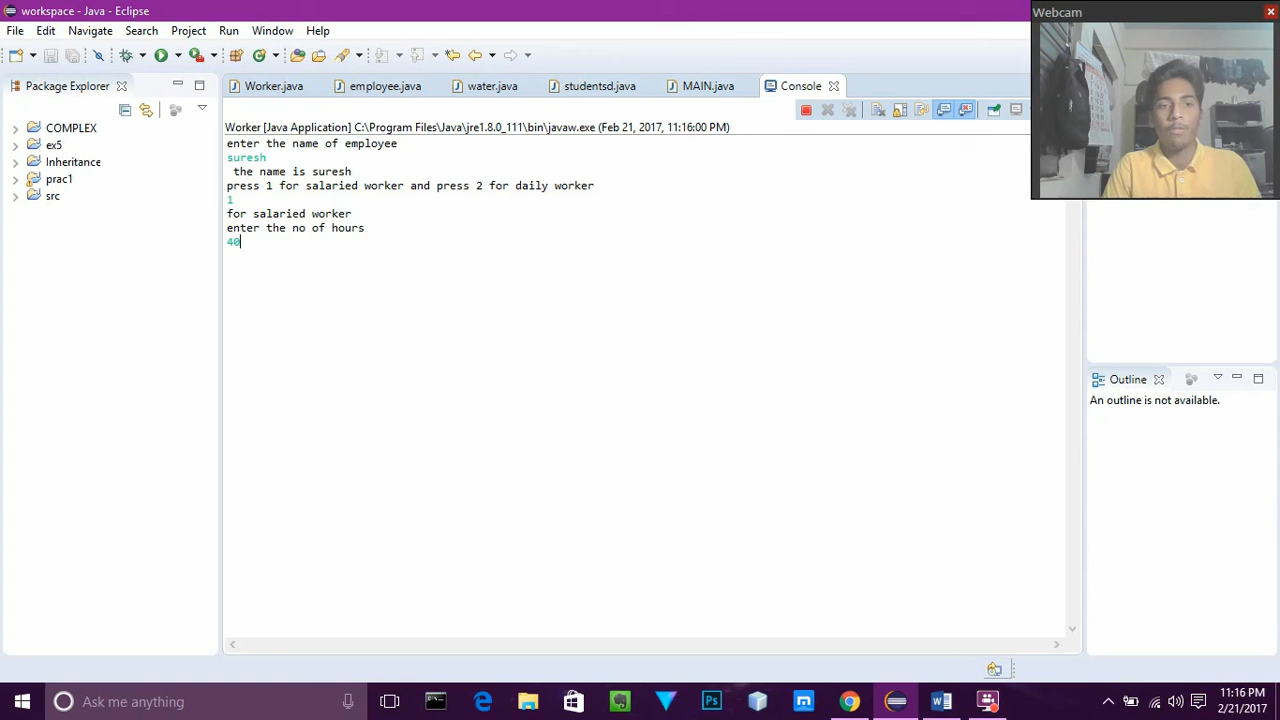 workspace - Java - Eclipse
Webcam
File Edit Navigate Search Project Run Window Help
Package Explorer
Worker.java employee.java water.java studentsd.java MAIN.java Console
COMPLEX
ex5
Inheritance
prac1
src
Worker [Java Application] C:\Program Files\Java\jre1.8.0_111\bin\javaw.exe (Feb 21, 2017, 11:16:00 PM)
enter the name of employee
suresh
the name is suresh
press 1 for salaried worker and press 2 for daily worker
1
for salaried worker
enter the no of hours
40
Outline
An outline is not available.
Ask me anything
11:16 PM
2/21/2017